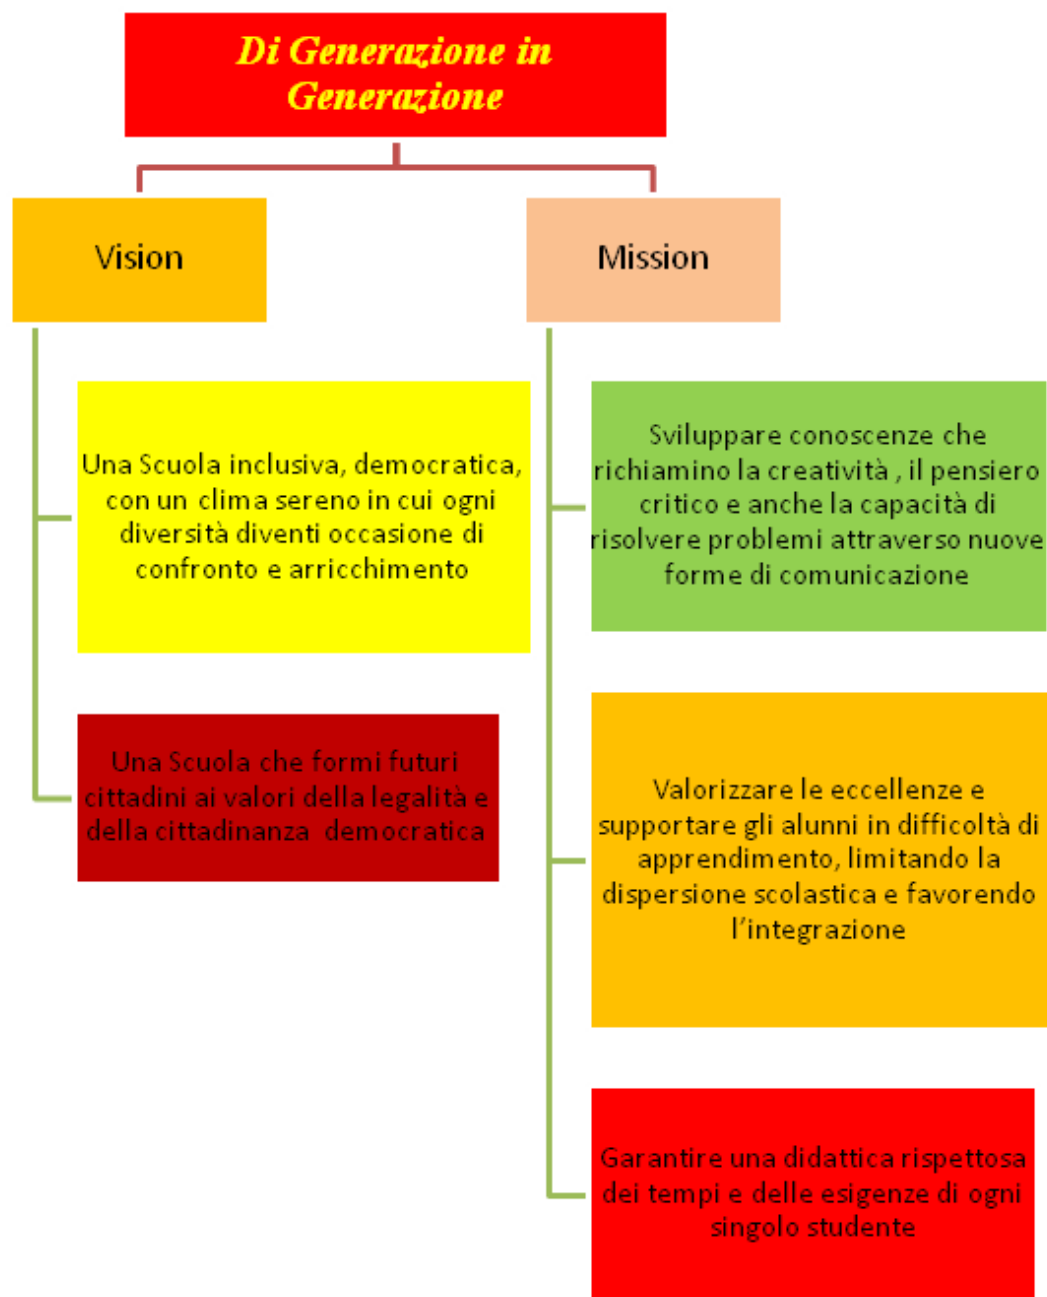 Di Generazione in
Generazione
Vision
Mission
Una Scuola inclusiva, democratica,
con un clima sereno in cui ogni
diversità diventi occasione di
confronto e arricchimento
Una Scuola che formi futuri
cittadini ai valori della legalità e
della cittadinanza democratica
Sviluppare conoscenze che
richiamino la creatività , il pensiero
critico e anche la capacità di
risolvere problemi attraverso nuove
forme di comunicazione
Valorizzare le eccellenze e
supportare gli alunni in difficoltà di
apprendimento, limitando la
dispersione scolastica e favorendo
l’integrazione
Garantire una didattica rispettosa
dei tempi e delle esigenze di ogni
singolo studente